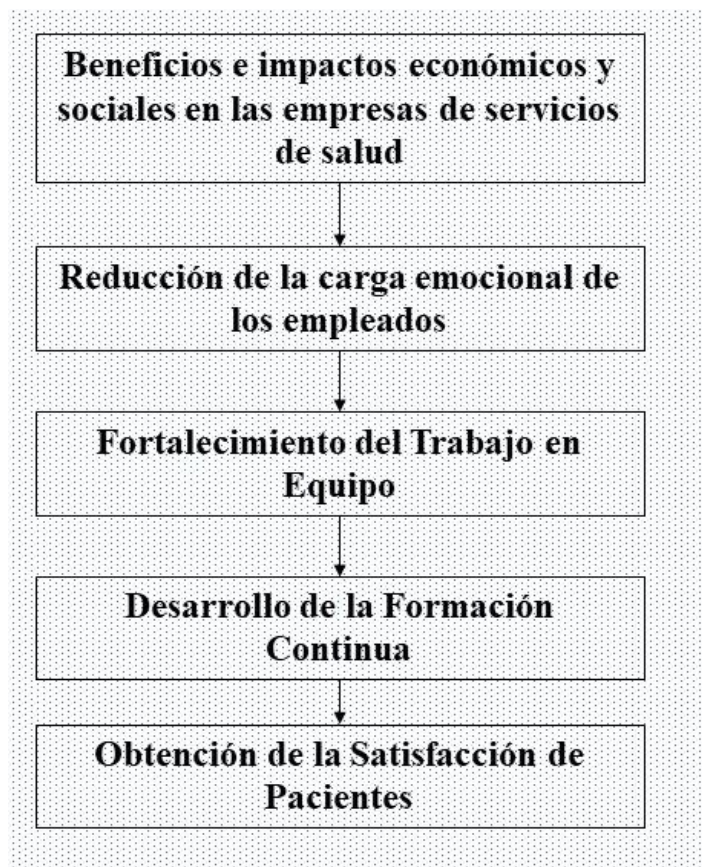 Beneficios e impactos económicos y
sociales en las empresas de servicios
de salud
Reducción de la carga emocional de
los empleados
Fortalecimiento del Trabajo en
Equipo
Desarrollo de la Formación
Continua
Obtención de la Satisfacción de
Pacientes